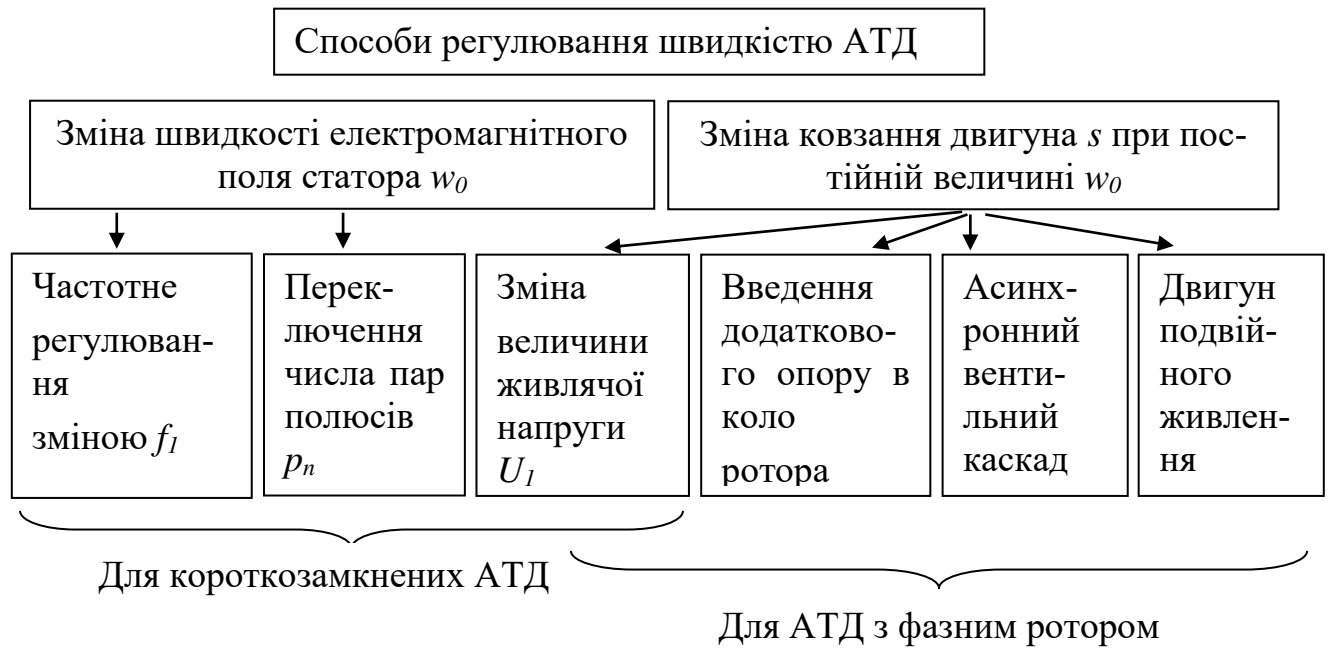 Способи регулювання швидкістю АТД
Зміна швидкості електромагнітного
поля статора w0
Зміна ковзання двигуна s при пос-
тійній величині w0
Частотне
регулюван-
ня
зміною f1
Перек-
лючення
числа пар
полюсів
pn
Зміна
величини
живлячої
напруги
U1
Введення
додатково-
го опору в
коло
ротора
Асинх-
ронний
венти-
льний
каскад
Двигун
подвій-
ного
живлен-
ня
Для короткозамкнених АТД
Для АТД з фазним ротором